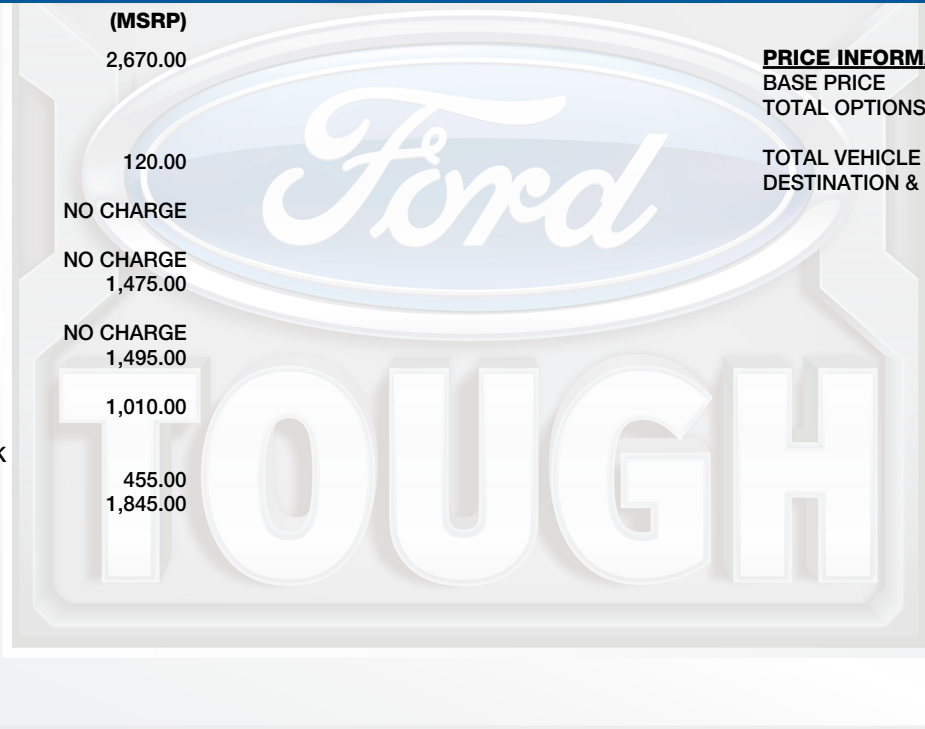 (MSRP)
2,670.00
120.00
NO CHARGE
NO CHARGE
1,475.00
NO CHARGE
1,495.00
1,010.00
K
455.00
1,845.00
PRICE INFORMA
BASE PRICE
TOTAL OPTIONS
TOTAL VEHICLE
DESTINATION &
Ford
TOUGH